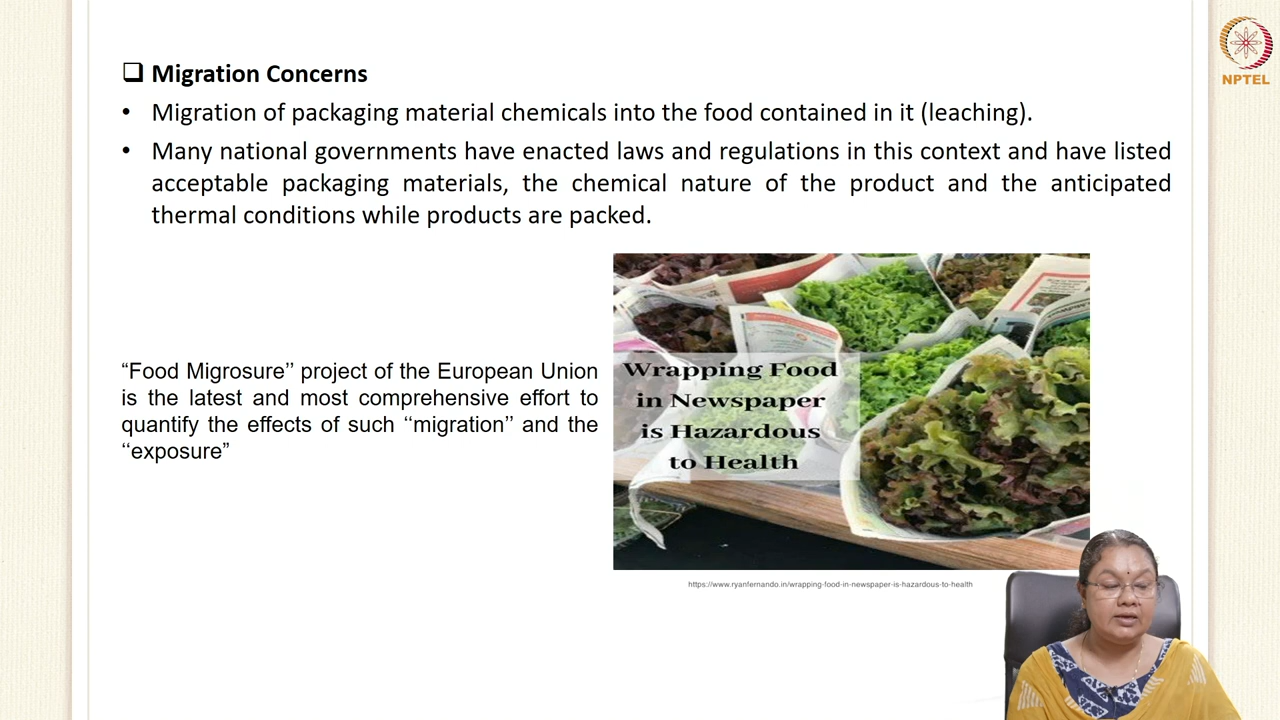 NPTEL
❑ Migration Concerns
• Migration of packaging material chemicals into the food contained in it (leaching).
• Many national governments have enacted laws and regulations in this context and have listed
acceptable packaging materials, the chemical nature of the product and the anticipated
thermal conditions while products are packed.
“Food Migrosure’’ project of the European Union
is the latest and most comprehensive effort to
quantify the effects of such ‘‘migration’’ and the
‘‘exposure”
Wrapping Food
in Newspaper
is Hazardous
to Health
https://www.ryanfernando.in/wrapping-food-in-newspaper-is-hazardous-to-health